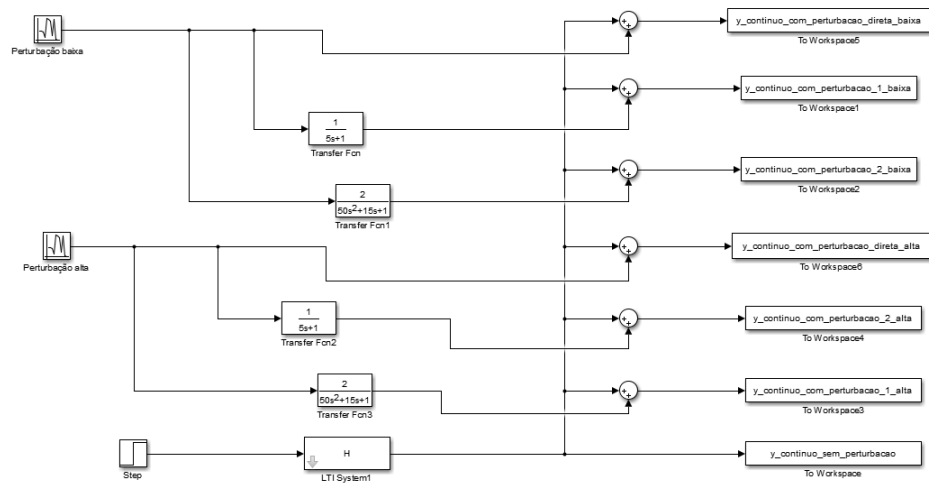 y_continuo_com_perturbacao_direta_baixa
To Workspace5
Perturbação baixa
y_continuo_com_perturbacao_1_baixa
To Workspace1
1
5s+1
Transfer Fcn
y_continuo_com_perturbacao_2_baixa
To Workspace2
2
50s²+15s+1
Transfer Fcn1
y_continuo_com_perturbacao_direta_alta
To Workspace6
Perturbação alta
1
5s+1
Transfer Fcn2
y_continuo_com_perturbacao_2_alta
To Workspace4
2
50s²+15s+1
Transfer Fcn3
y_continuo_com_perturbacao_1_alta
To Workspace3
Step
H
LTI System1
y_continuo_sem_perturbacao
To Workspace